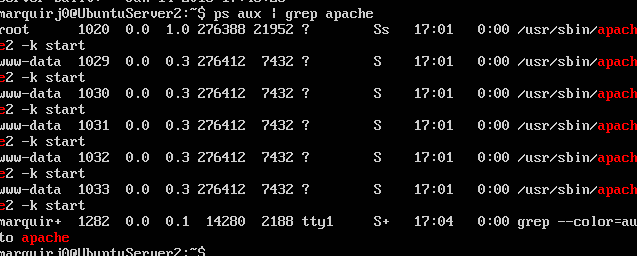 marquirj0@UbuntuServer2:~$ ps aux | grep apache
root      1020  0.0  1.0 276388 21952 ?        Ss   17:01   0:00 /usr/sbin/apach
e2 -k start
www-data  1029  0.0  0.3 276412  7432 ?        S    17:01   0:00 /usr/sbin/apach
e2 -k start
www-data  1030  0.0  0.3 276412  7432 ?        S    17:01   0:00 /usr/sbin/apach
e2 -k start
www-data  1031  0.0  0.3 276412  7432 ?        S    17:01   0:00 /usr/sbin/apach
e2 -k start
www-data  1032  0.0  0.3 276412  7432 ?        S    17:01   0:00 /usr/sbin/apach
e2 -k start
www-data  1033  0.0  0.3 276412  7432 ?        S    17:01   0:00 /usr/sbin/apach
e2 -k start
marquir+  1282  0.0  0.1  14280  2188 tty1     S+   17:04   0:00 grep --color=au
to apache
marquirj0@UbuntuServer2:~$